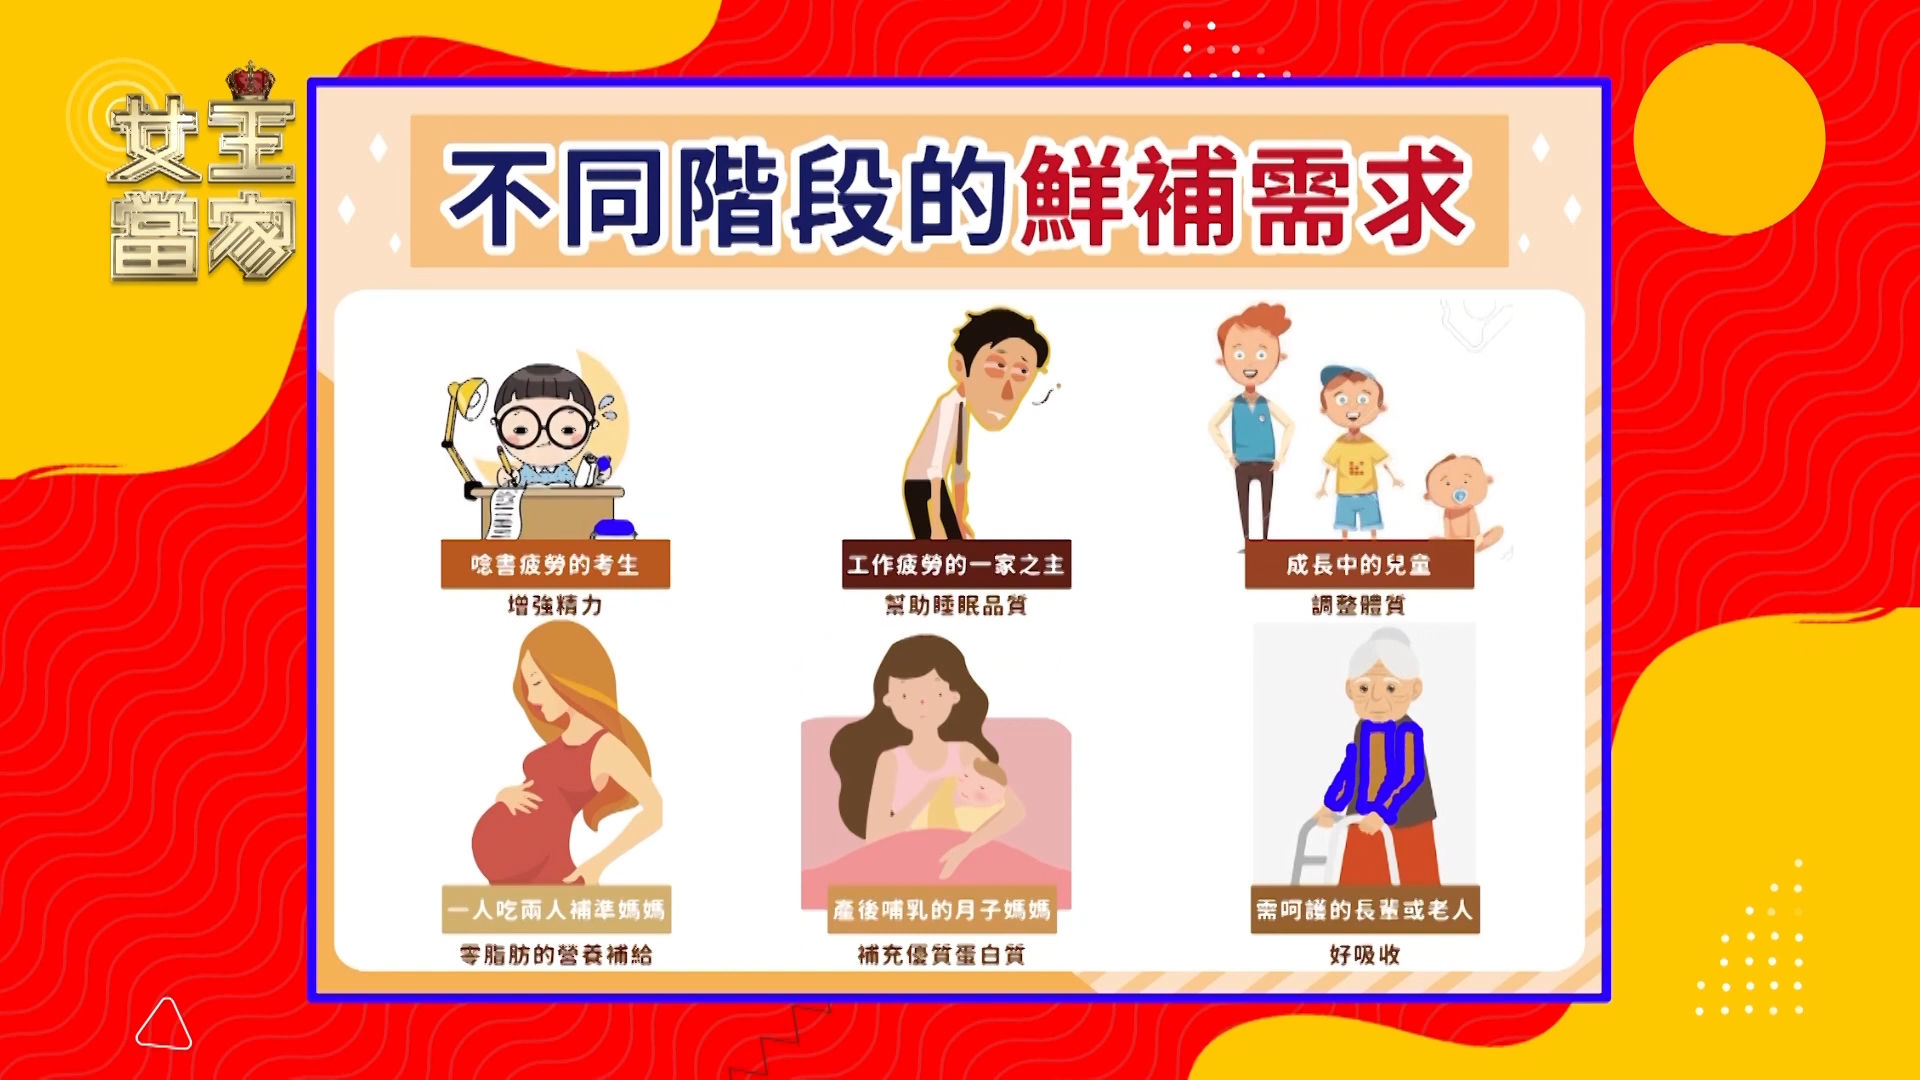 女王
當家
不同階段的鮮補需求
唸書疲勞的考生
增強精力
工作疲勞的一家之主
幫助睡眠品質
成長中的兒童
調整體質
一人吃兩人補準媽媽
零脂肪的營養補給
產後哺乳的月子媽媽
補充優質蛋白質
需呵護的長輩或老人
好吸收